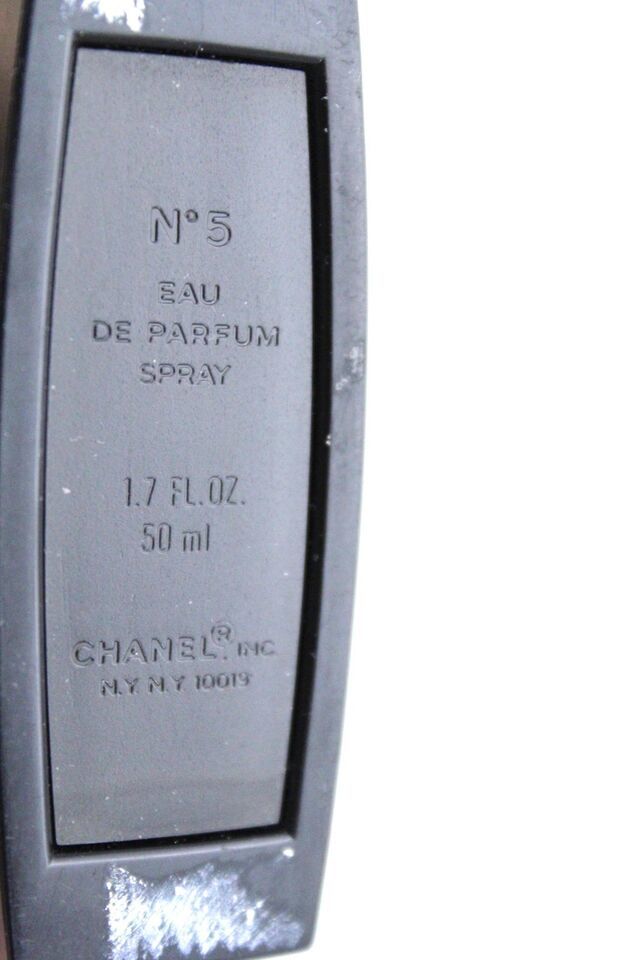 N° 5
EAU
DE PARFUM
SPRAY
1.7 FL.OZ.
50 ml
CHANEL® INC.
N.Y. N.Y. 10019